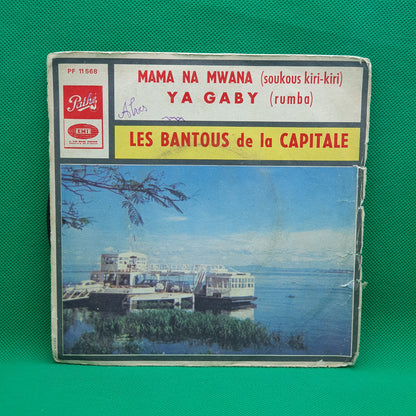 PF 11 568
Pathé
EMI
MAMA NA MWANA (soukous kiri-kiri)
YA GABY (rumba)
LES BANTOUS de la CAPITALE